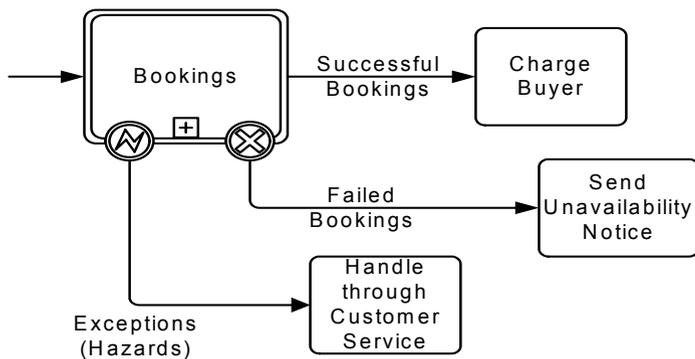 Bookings
Successful
Bookings
Charge
Buyer
Failed
Bookings
Send
Unavailability
Notice
Handle
through
Customer
Service
Exceptions
(Hazards)